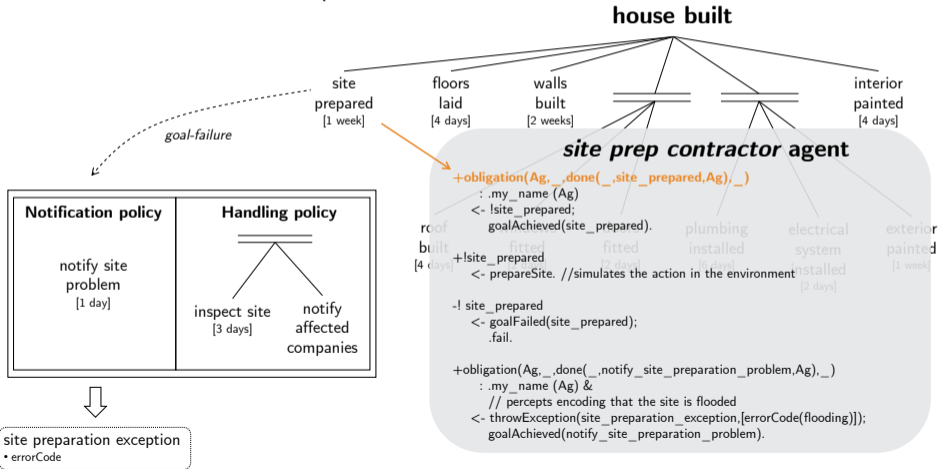 house built
site
prepared
[1 week]
floors
laid
[4 days]
walls
built
[2 weeks]
interior
painted
[4 days]
goal-failure
site prep contractor agent
+obligation(Ag,_,done(_,site_prepared,Ag),_)
: .my_name (Ag)
<- !site_prepared;
goalAchieved(site_prepared).
+!site_prepared
<- prepareSite. //simulates the action in the environment
-! site_prepared
<- goalFailed(site_prepared);
.fail.
+obligation(Ag,_,done(_,notify_site_preparation_problem,Ag),_)
: .my_name (Ag) &
// percepts encoding that the site is flooded
<- throwException(site_preparation_exception,[errorCode(flooding)]);
goalAchieved(notify_site_preparation_problem).
roof
built
[4 days]
fitted
fitted
[2 days]
plumbing
installed
[6 days]
electrical
system
installed
[2 days]
exterior
painted
[1 week]
Notification policy
notify site
problem
[1 day]
Handling policy
inspect site
[3 days]
notify
affected
companies
site preparation exception
• errorCode